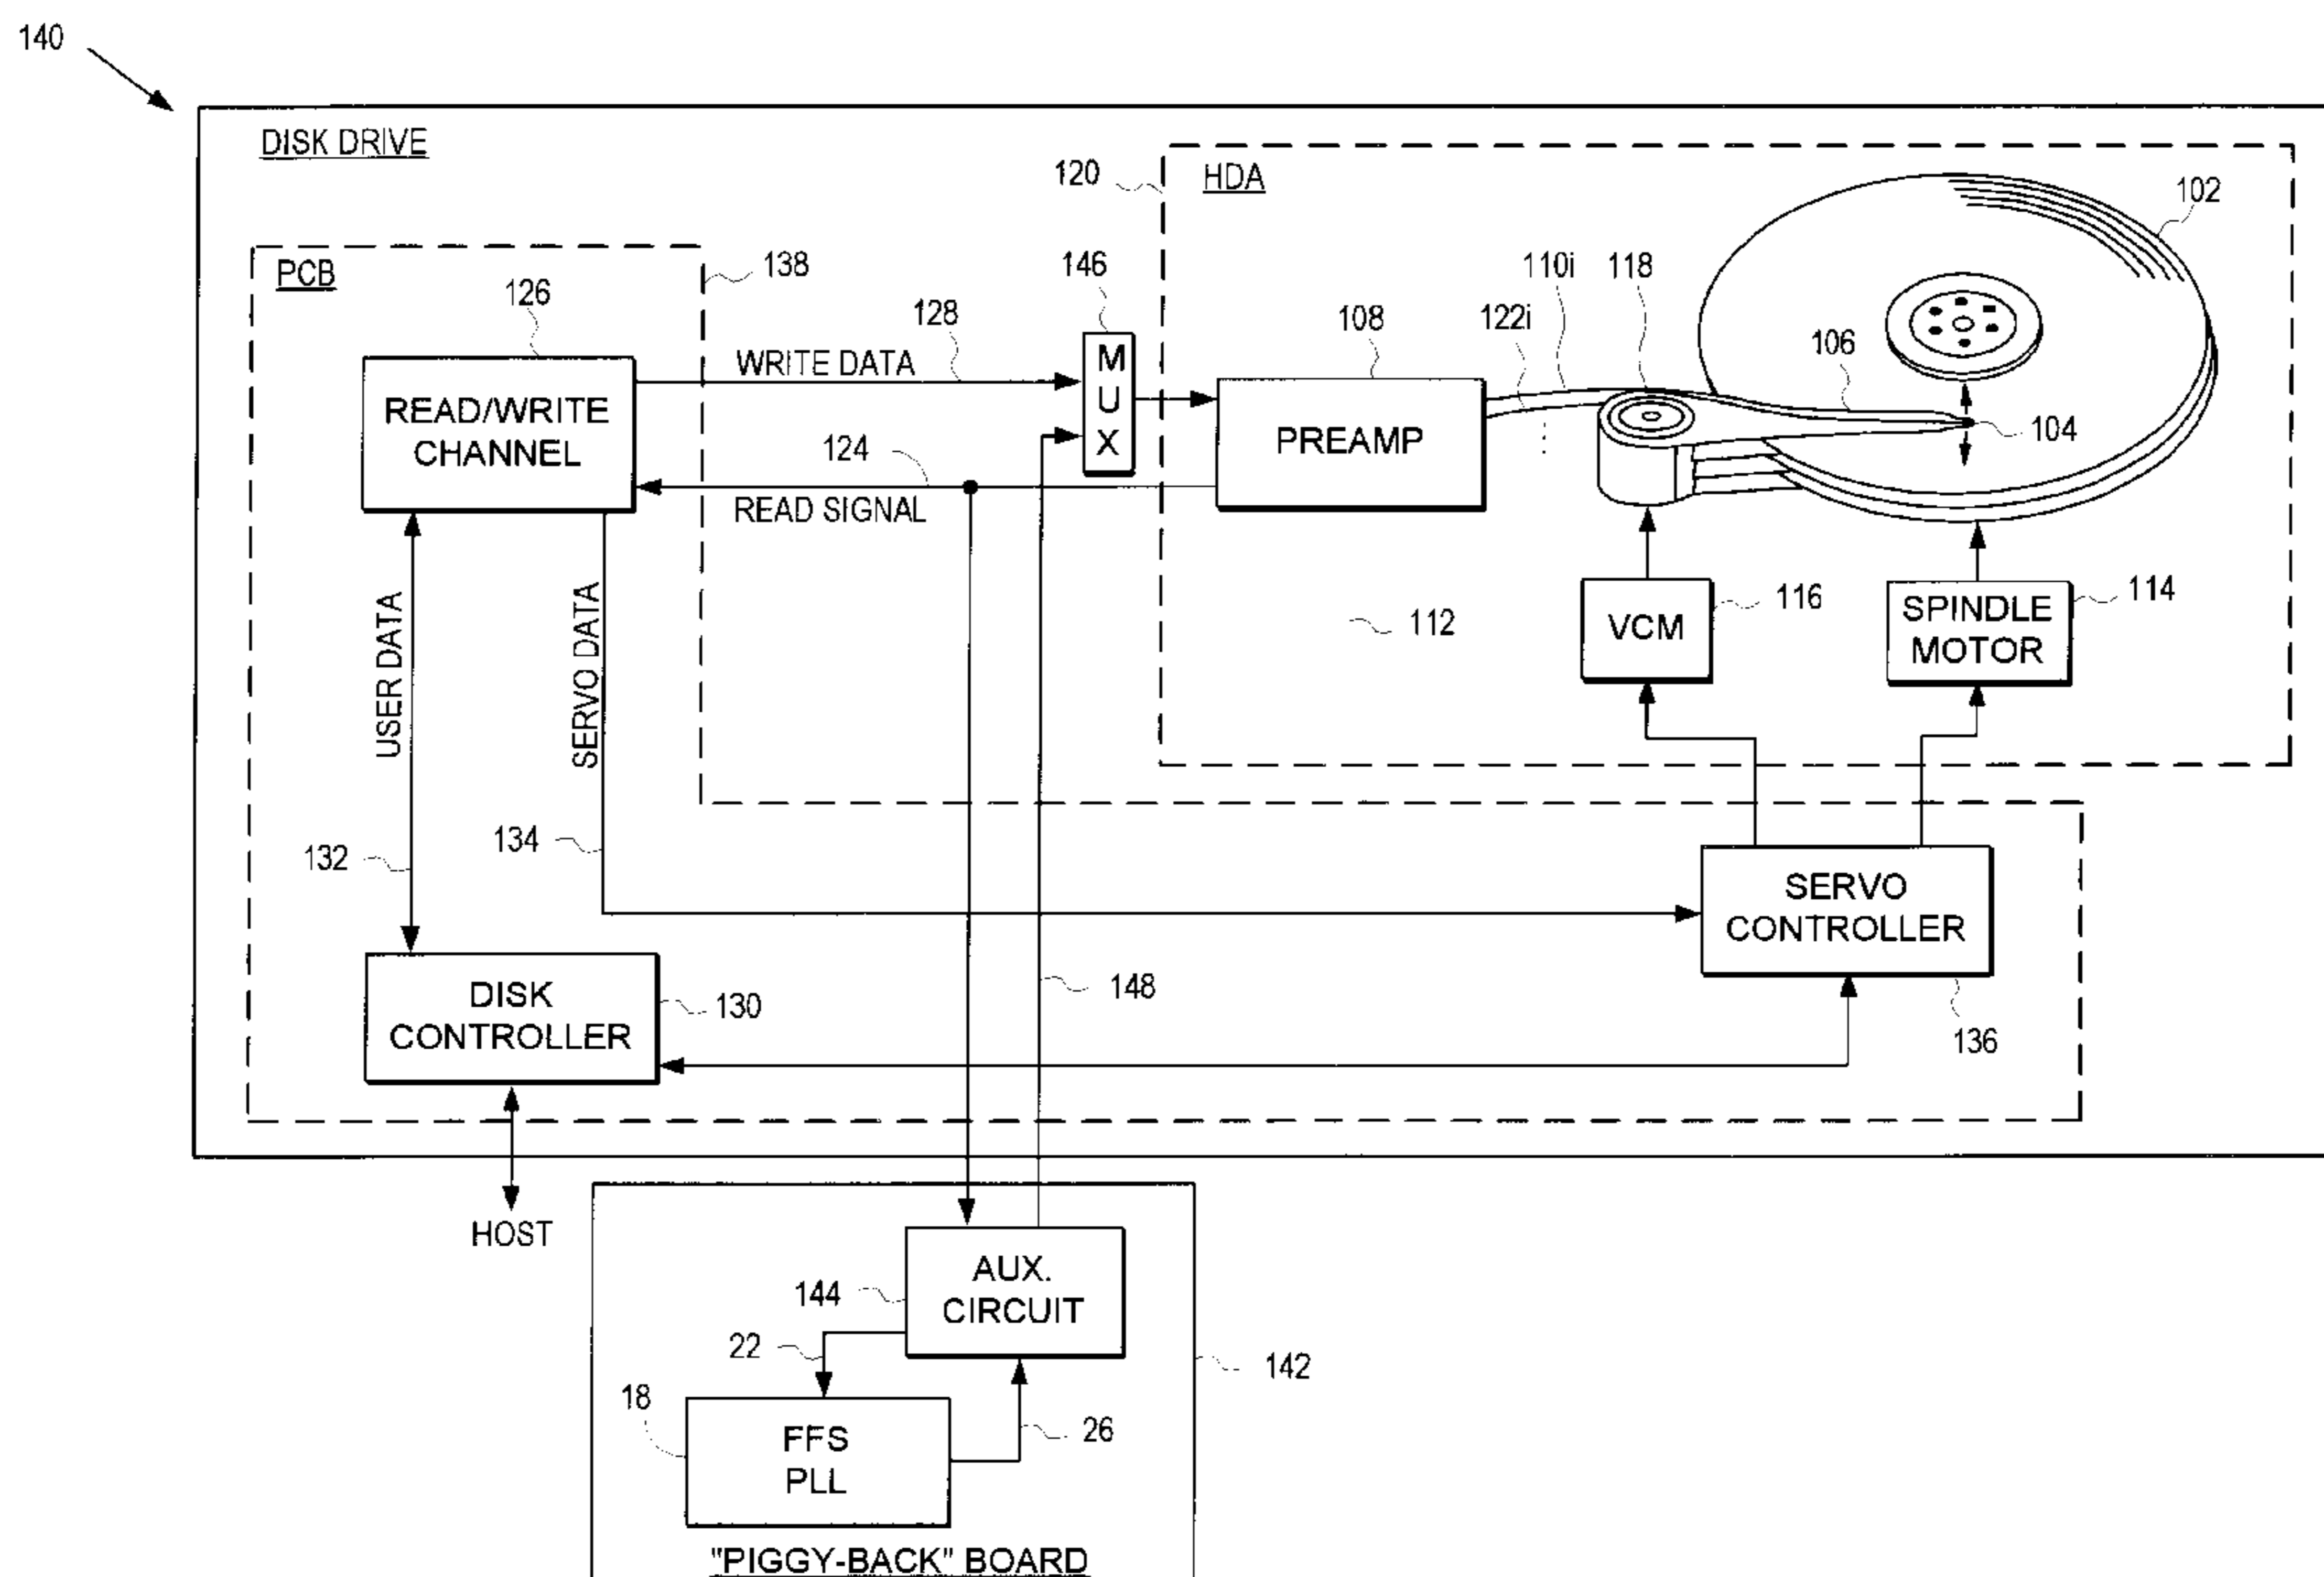 140
DISK DRIVE
120
HDA
102
PCB
138
146
110i
118
126
128
108
122i
106
WRITE DATA
MUX
READ/WRITE
CHANNEL
PREAMP
124
104
READ SIGNAL
USER DATA
SERVO DATA
112
VCM
116
SPINDLE
MOTOR
114
132
134
SERVO
CONTROLLER
136
DISK
CONTROLLER
130
148
HOST
AUX.
CIRCUIT
144
22
142
18
FFS
PLL
26
"PIGGY-BACK" BOARD